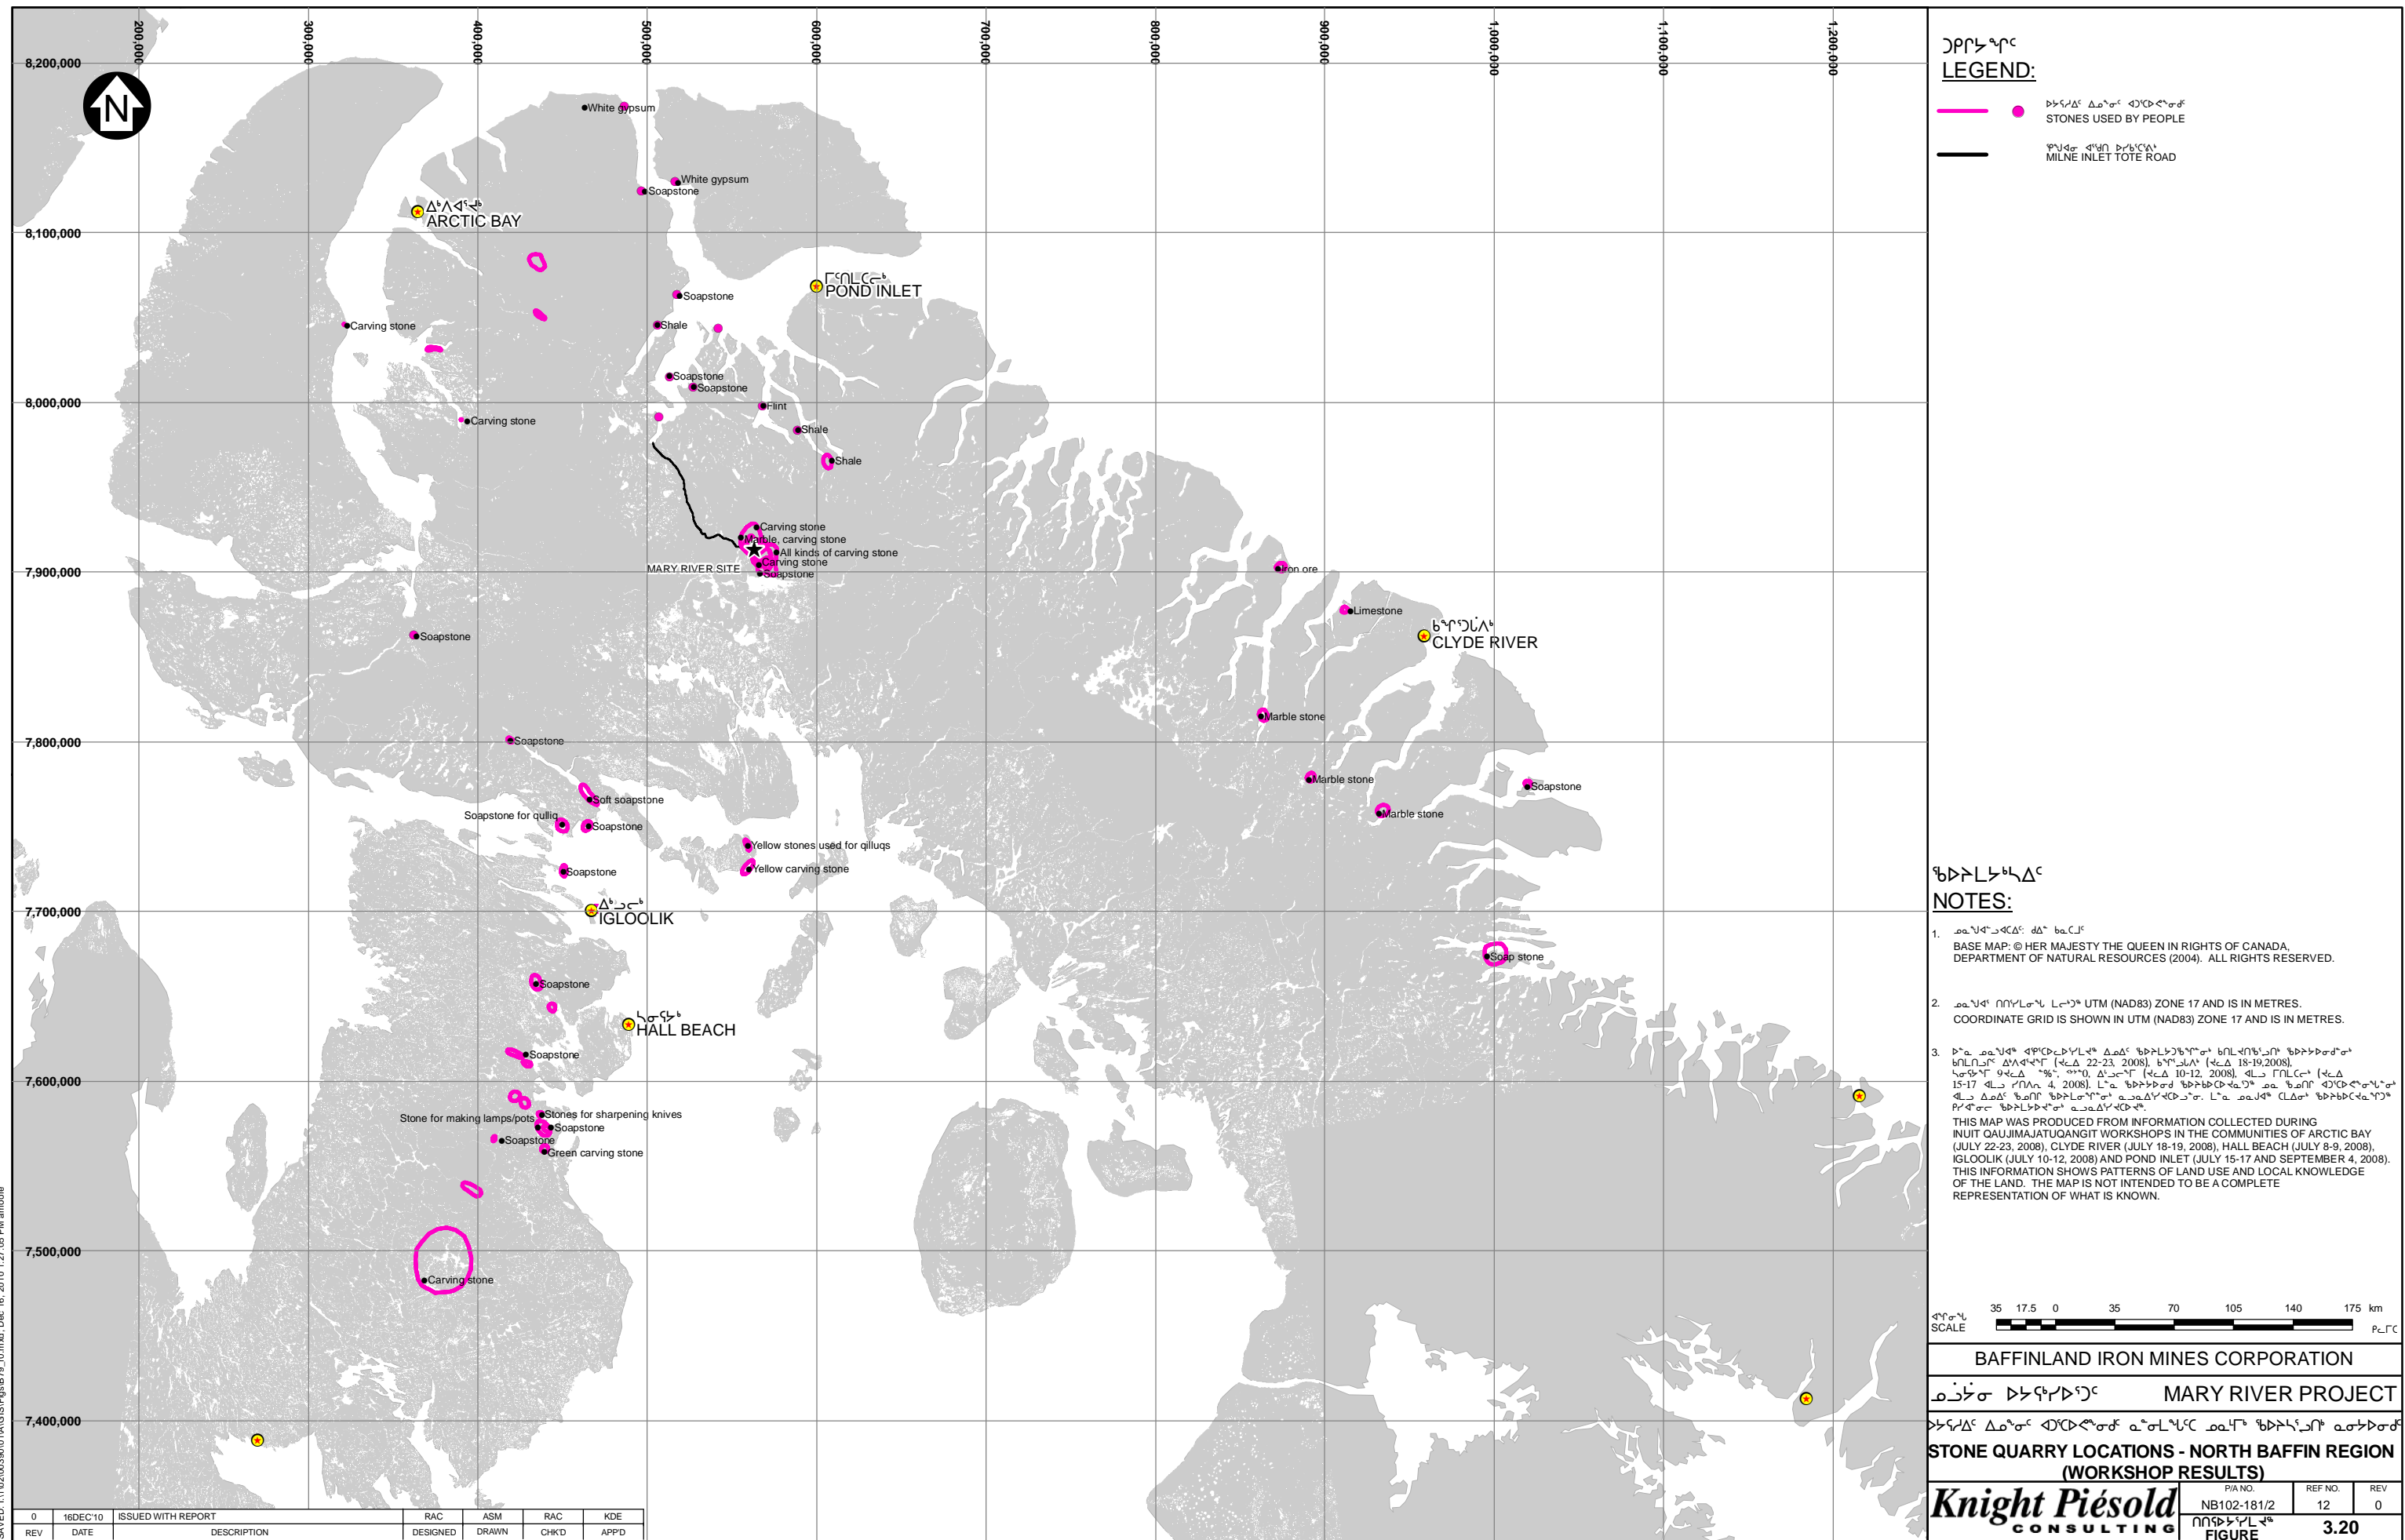 200,000
300,000
400,000
500,000
600,000
700,000
800,000
900,000
1,000,000
1,100,000
1,200,000
8,200,000
8,100,000
8,000,000
7,900,000
7,800,000
7,700,000
7,600,000
7,500,000
7,400,000
N
White gypsum
White gypsum
Soapstone
ᐃᒃᐱᐊᕐᔪᒃ
ARCTIC BAY
ᒥᑦᑎᒪᑕᓕᒃ
POND INLET
Soapstone
Carving stone
Shale
Soapstone
Soapstone
Flint
Carving stone
Shale
Shale
Carving stone
Marble, carving stone
All kinds of carving stone
Carving stone
MARY RIVER SITE
Soapstone
Iron ore
Limestone
ᑲᖏᖅᑐᒑᐱᒃ
CLYDE RIVER
Soapstone
Marble stone
Soapstone
Marble stone
Soapstone
Soft soapstone
Marble stone
Soapstone for qulliq
Soapstone
Yellow stones used for qilluqs
Yellow carving stone
Soapstone
ᐃᒡᓗᓕᒃ
IGLOOLIK
Soap stone
Soapstone
ᓴᓂᕋᔭᒃ
HALL BEACH
Soapstone
Stones for sharpening knives
Stone for making lamps/pots
Soapstone
Soapstone
Green carving stone
Carving stone
LEGEND:
STONES USED BY PEOPLE
MILNE INLET TOTE ROAD
NOTES:
1.
BASE MAP: © HER MAJESTY THE QUEEN IN RIGHTS OF CANADA,
DEPARTMENT OF NATURAL RESOURCES (2004). ALL RIGHTS RESERVED.
2. UTM (NAD83) ZONE 17 AND IS IN METRES.
COORDINATE GRID IS SHOWN IN UTM (NAD83) ZONE 17 AND IS IN METRES.
3.
THIS MAP WAS PRODUCED FROM INFORMATION COLLECTED DURING
INUIT QAUJIMAJATUQANGIT WORKSHOPS IN THE COMMUNITIES OF ARCTIC BAY
(JULY 22-23, 2008), CLYDE RIVER (JULY 18-19, 2008), HALL BEACH (JULY 8-9, 2008),
IGLOOLIK (JULY 10-12, 2008) AND POND INLET (JULY 15-17 AND SEPTEMBER 4, 2008).
THIS INFORMATION SHOWS PATTERNS OF LAND USE AND LOCAL KNOWLEDGE
OF THE LAND. THE MAP IS NOT INTENDED TO BE A COMPLETE
REPRESENTATION OF WHAT IS KNOWN.
35 17.5 0 35 70 105 140 175 km
SCALE
BAFFINLAND IRON MINES CORPORATION
MARY RIVER PROJECT
STONE QUARRY LOCATIONS - NORTH BAFFIN REGION
(WORKSHOP RESULTS)
Knight Piésold
CONSULTING
P/A NO.
NB102-181/2
REF NO.
12
REV
0
FIGURE
3.20
0 16DEC'10 ISSUED WITH REPORT RAC ASM RAC KDE
REV DATE DESCRIPTION DESIGNED DRAWN CHK'D APP'D